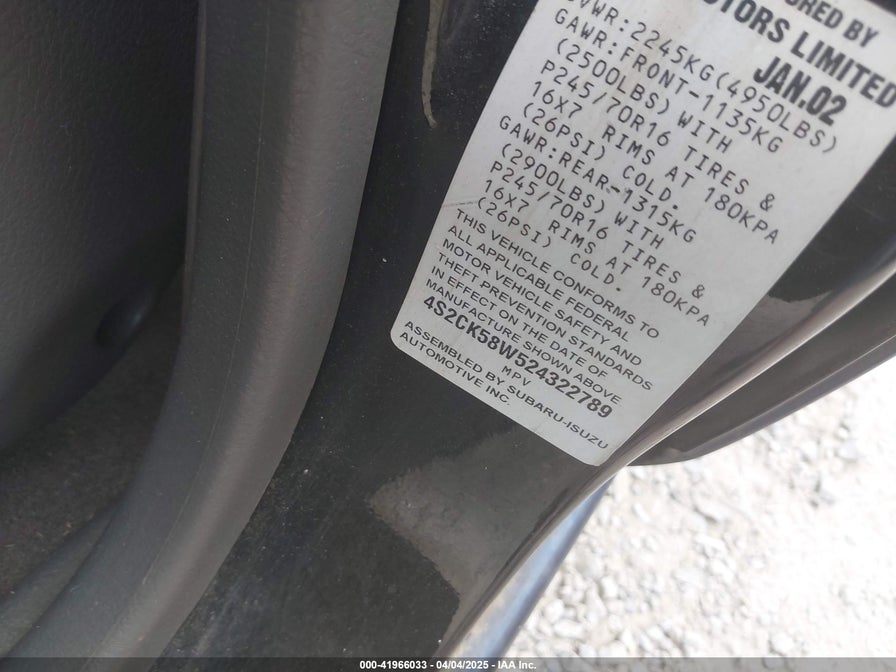 ORED BY
OTORS LIMITED
JAN.02
GVWR:2245KG(4950LBS)
GAWR:FRONT-1135KG
(2500LBS) WITH
P245/70R16 TIRES &
16X7 RIMS AT 180KPA
(26PSI) COLD.
GAWR:REAR-1315KG
(2900LBS) WITH
P245/70R16 TIRES &
16X7 RIMS AT 180KPA
(26PSI) COLD.
THIS VEHICLE CONFORMS TO
ALL APPLICABLE FEDERAL
MOTOR VEHICLE SAFETY AND
THEFT PREVENTION STANDARDS
IN EFFECT ON THE DATE OF
MANUFACTURE SHOWN ABOVE
4S2CK58W524322789
MPV
ASSEMBLED BY SUBARU-ISUZU
AUTOMOTIVE INC.
000-41966033 - 04/04/2025 - IAA Inc.